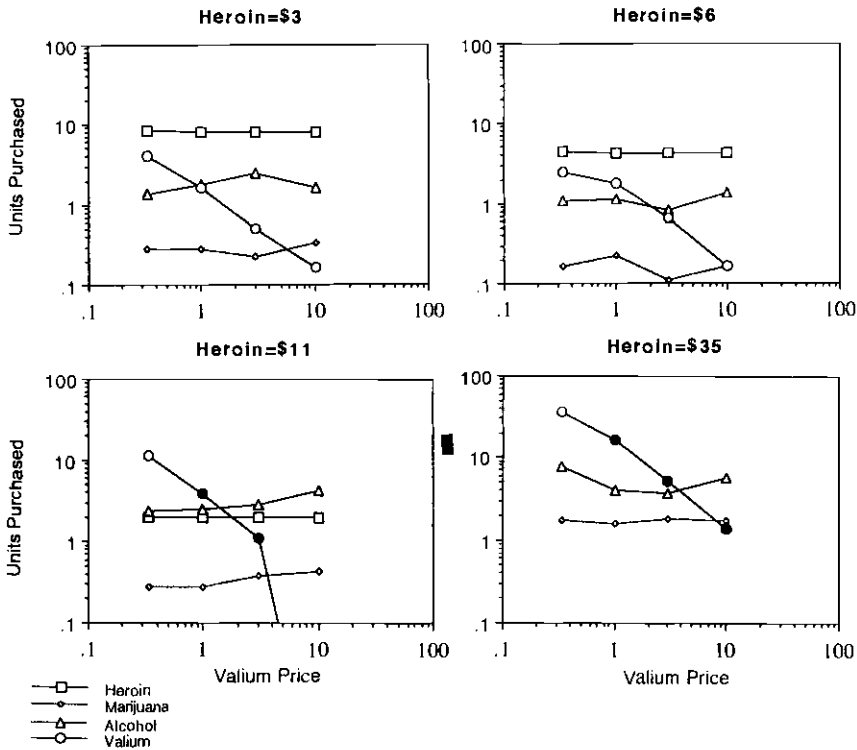 Heroin=$3
Heroin=$6
100
10
1
.1
Units Purchased
.1 1 10 100
100
10
1
.1
.1 1 10 100
Heroin=$11
Heroin=$35
100
10
1
.1
Units Purchased
.1 1 10 100
Valium Price
100
10
1
.1
.1 1 10 100
Valium Price
Heroin
Marijuana
Alcohol
Valium